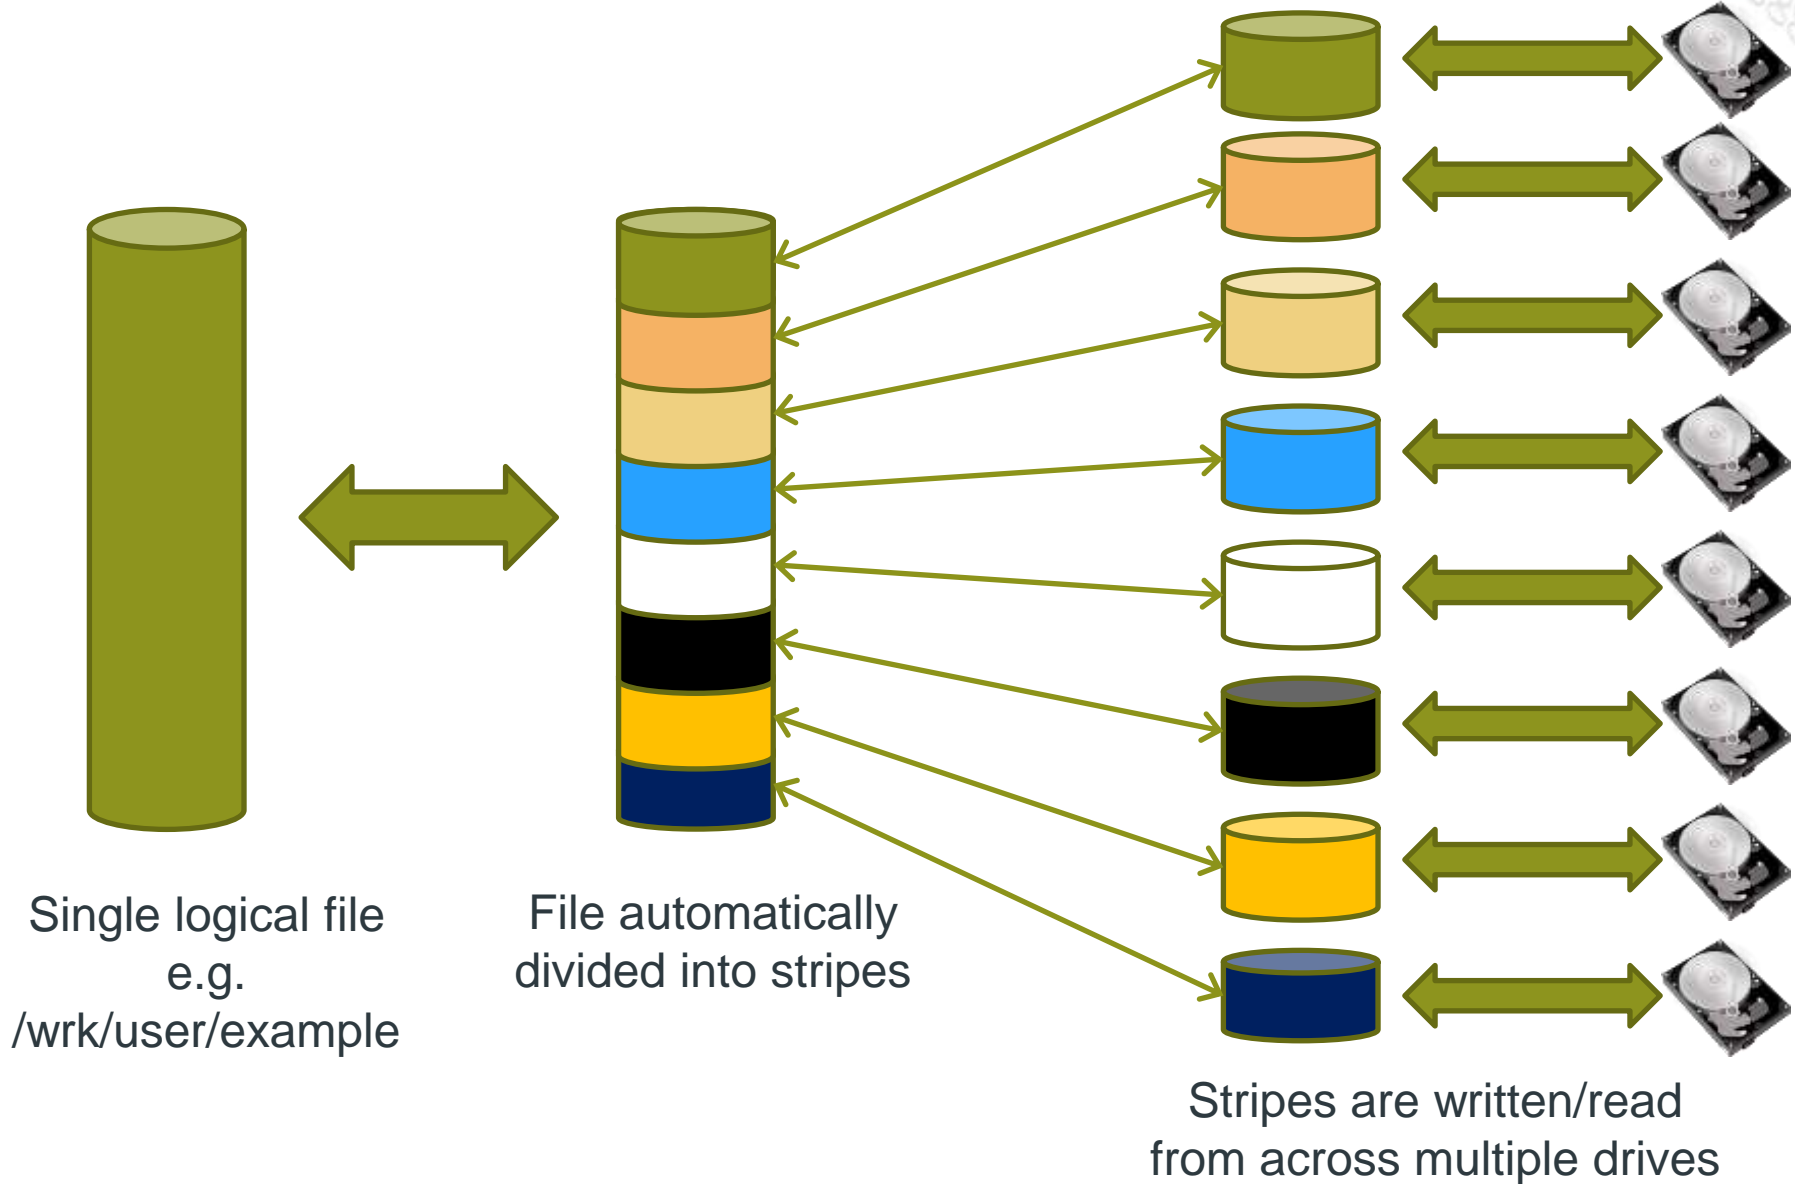 Single logical file
e.g.
/wrk/user/example
File automatically
divided into stripes
Stripes are written/read
from across multiple drives